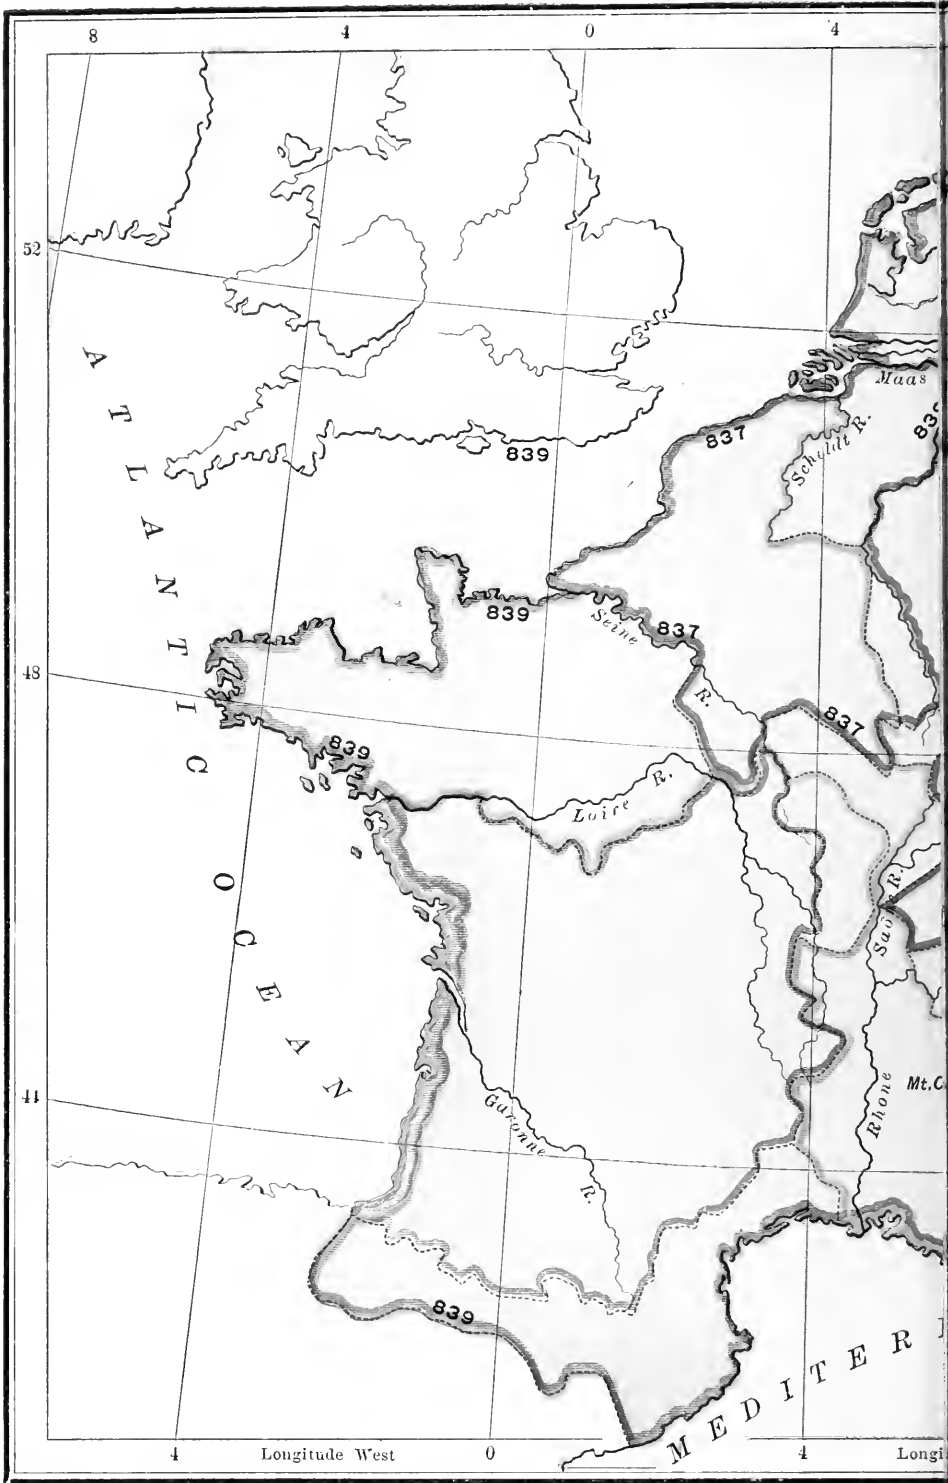 8 4 0 4
52
ATLANTIC OCEAN
Maas
839
837
Scheldt R.
839
839
Seine R.
837
48
837
839
Loire R.
Saône R.
44
Garonne R.
Rhone
Mt.C
839
MEDITER
4 Longitude West 0 4 Longi